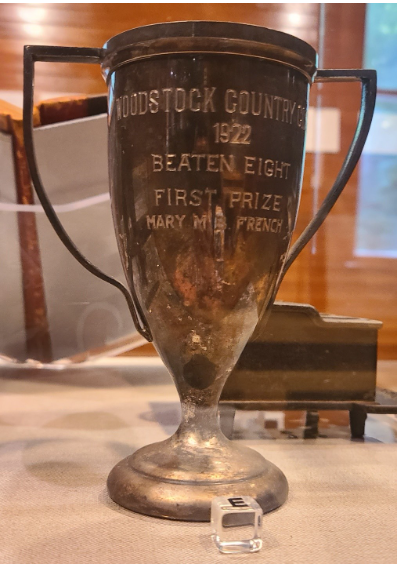 WOODSTOCK COUNTRY
1922
BEATEN EIGHT
FIRST PRIZE
MARY M. B. FRENCH
E